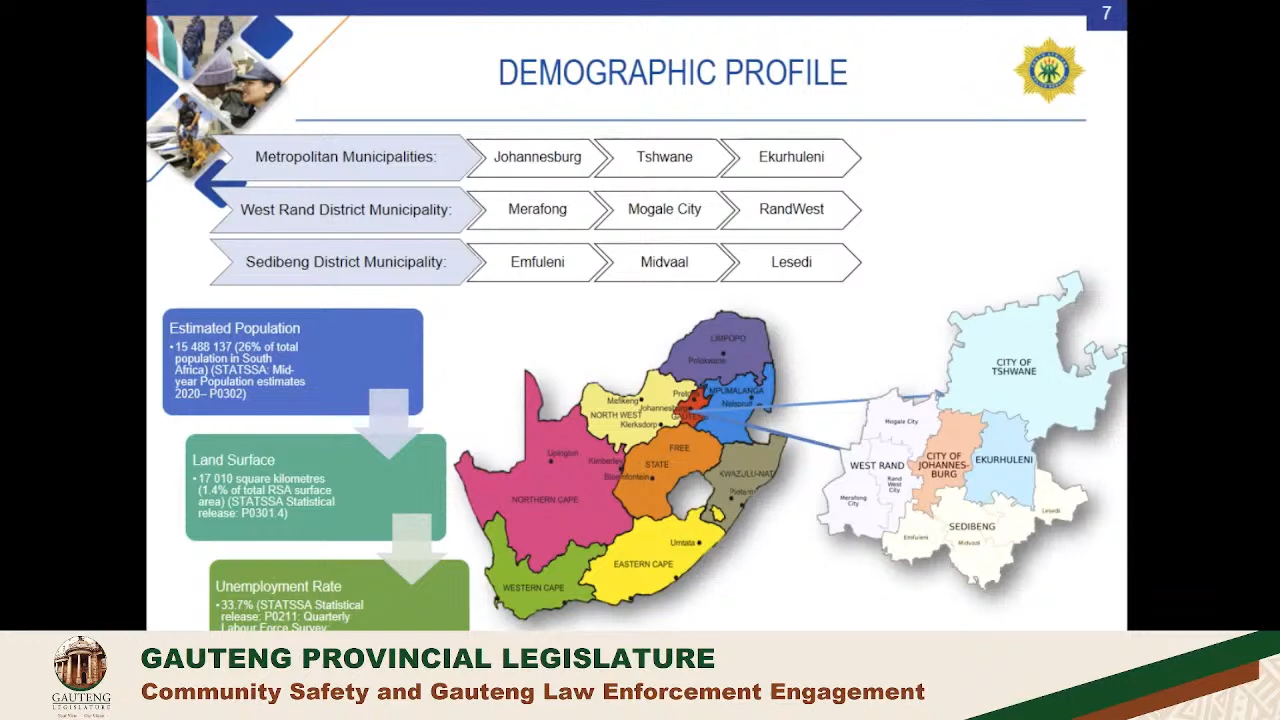 7
DEMOGRAPHIC PROFILE
Metropolitan Municipalities:
Johannesburg
Tshwane
Ekurhuleni
West Rand District Municipality:
Merafong
Mogale City
RandWest
Sedibeng District Municipality:
Emfuleni
Midvaal
Lesedi
Estimated Population
•15 488 137 (26% of total
population in South
Africa) (STATSSA: Mid-
year Population estimates
2020– P0302)
Land Surface
•17 010 square kilometres
(1.4% of total RSA surface
area) (STATSSA Statistical
release: P0301.4)
Unemployment Rate
•33.7% (STATSSA Statistical
release: P0211: Quarterly
Labour Force Survey:
LIMPOPO
Polokwane
MPUMALANGA
Nelspruit
Mafikeng
Johannesburg
NORTH WEST
Klerksdorp
FREE
STATE
Kimberley
Bloemfontein
Upington
KWAZULU-NAT
NORTHERN CAPE
Umtata
EASTERN CAPE
WESTERN CAPE
CITY OF
TSHWANE
Mogale City
WEST RAND
Rand
West
City
Merafong
City
CITY OF
JOHANNES-
BURG
EKURHULENI
SEDIBENG
Emfuleni
Midvaal
Lesedi
GAUTENG
LEGISLATURE
GAUTENG PROVINCIAL LEGISLATURE
Community Safety and Gauteng Law Enforcement Engagement